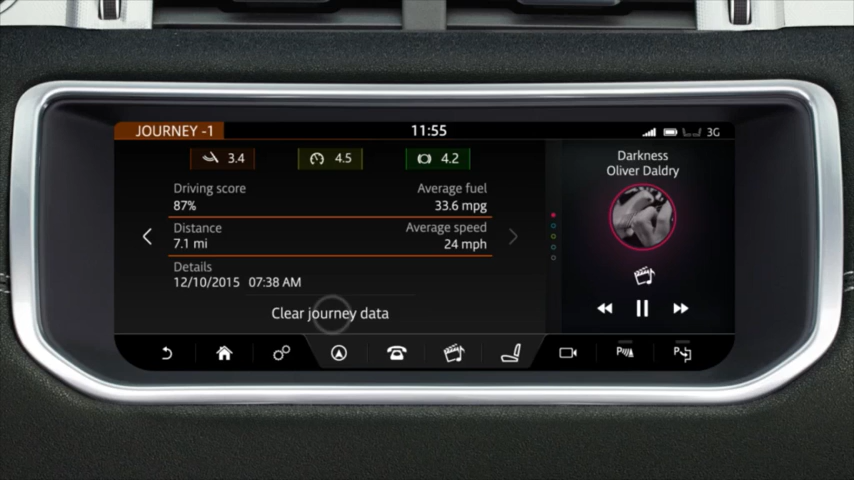 JOURNEY -1
11:55
3G
3.4
4.5
4.2
Driving score
87%
Average fuel
33.6 mpg
Distance
7.1 mi
Average speed
24 mph
Details
12/10/2015 07:38 AM
Clear journey data
Darkness
Oliver Daldry
P
P